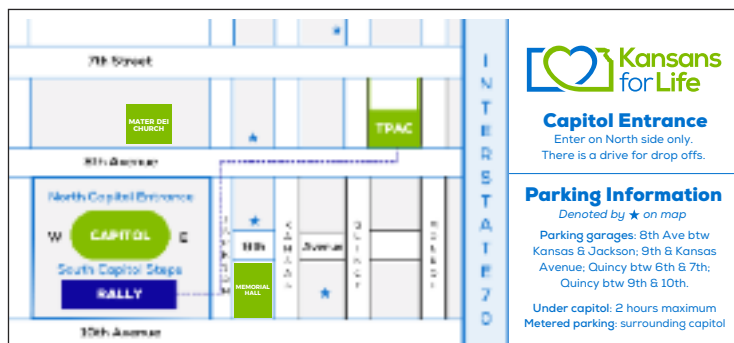 7th Street
MATER DEI
CHURCH
TPAC
8th Avenue
North Capitol Entrance
W
CAPITOL
E
South Capitol Steps
RALLY
JACKSON
KANSAS
QUINCY
9th
Avenue
MEMORIAL
HALL
10th Avenue
INTERSTATE 70
Kansans
for Life
Capitol Entrance
Enter on North side only.
There is a drive for drop offs.
Parking Information
Denoted by ★ on map
Parking garages: 8th Ave btw
Kansas & Jackson; 9th & Kansas
Avenue; Quincy btw 6th & 7th;
Quincy btw 9th & 10th.
Under capitol: 2 hours maximum
Metered parking: surrounding capitol